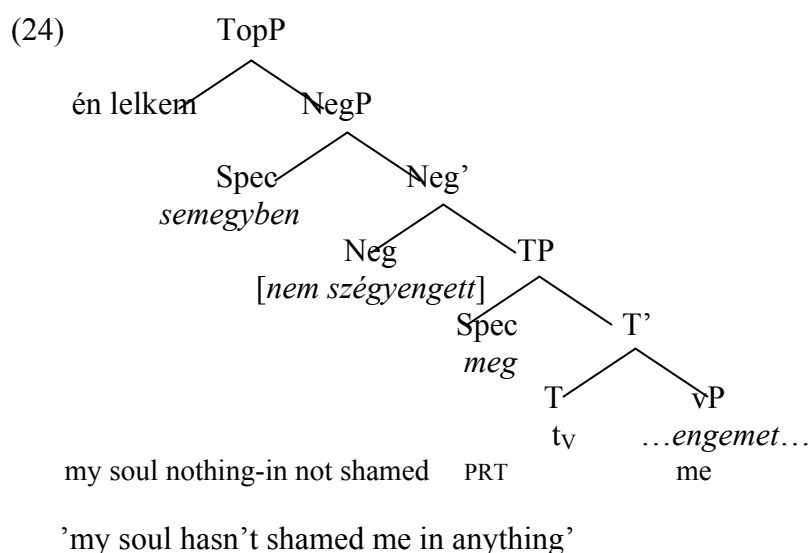 (24) TopP
én lelkem NegP
Spec Neg’
semegyben
Neg TP
[nem szégyengett]
Spec T’
meg
T vP
tV …engemet…
my soul nothing-in not shamed PRT me
’my soul hasn’t shamed me in anything’